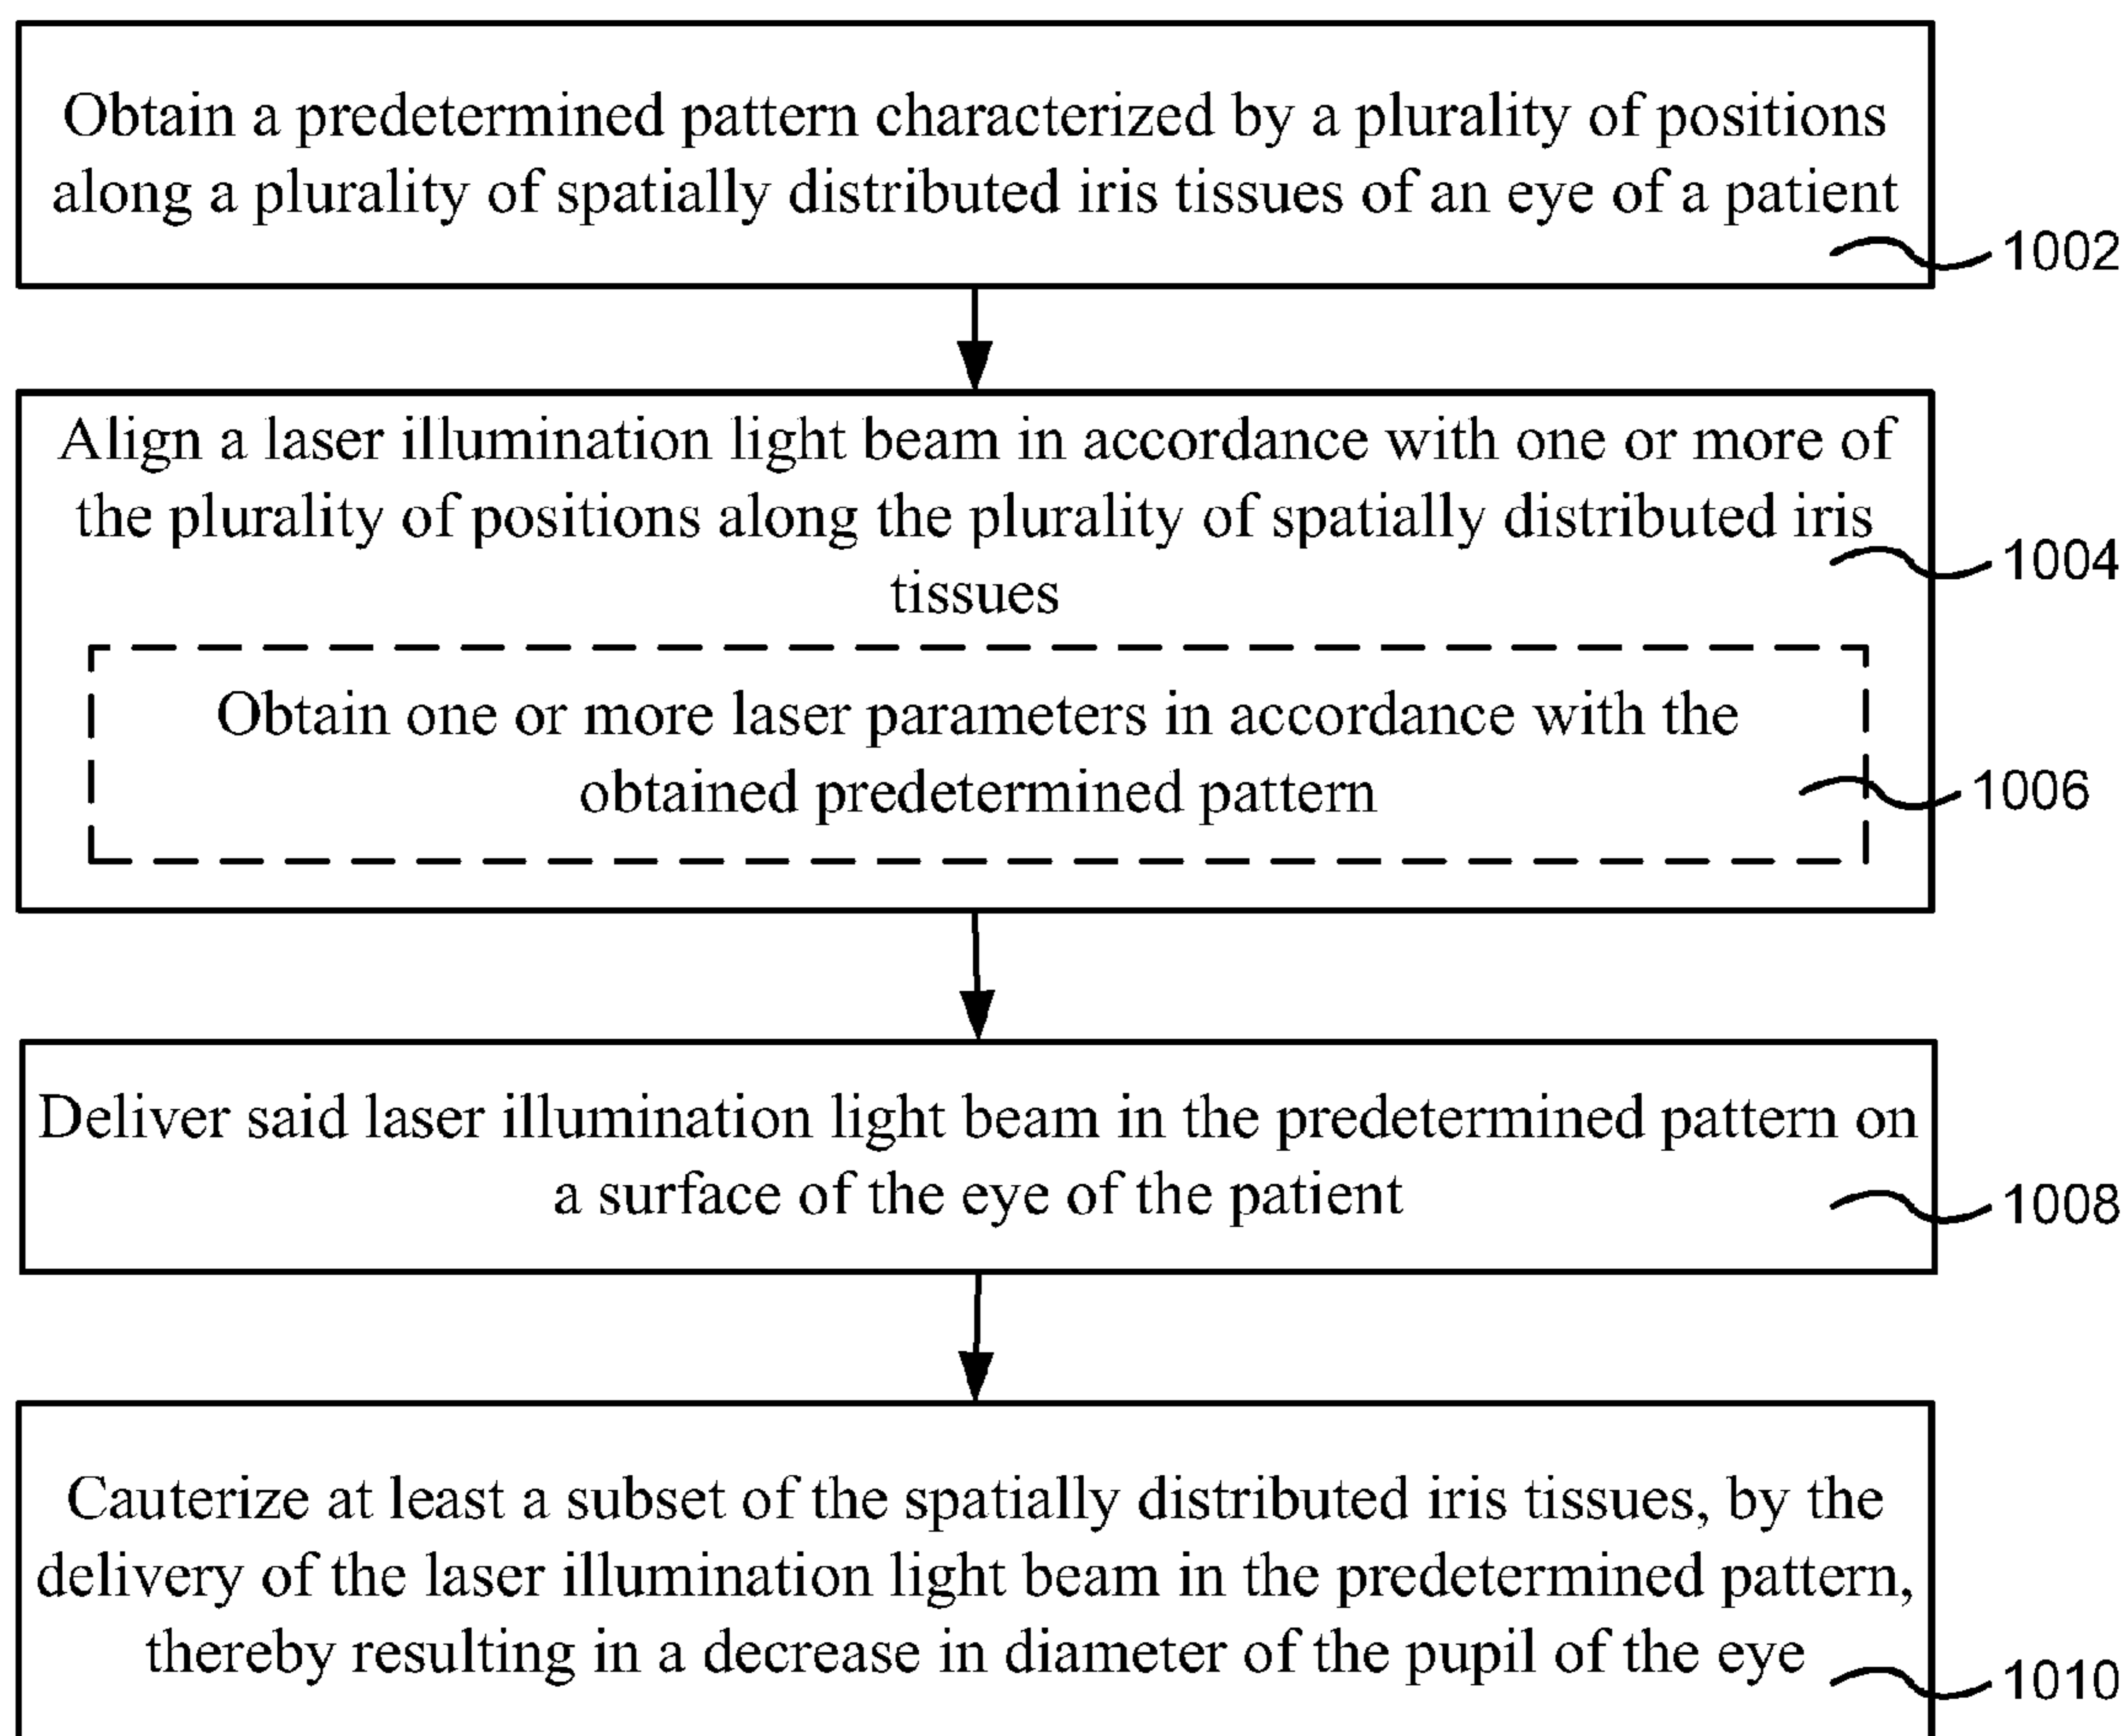 Obtain a predetermined pattern characterized by a plurality of positions
along a plurality of spatially distributed iris tissues of an eye of a patient
1002
Align a laser illumination light beam in accordance with one or more of
the plurality of positions along the plurality of spatially distributed iris
1004
tissues
Obtain one or more laser parameters in accordance with the
obtained predetermined pattern
1006
Deliver said laser illumination light beam in the predetermined pattern on
a surface of the eye of the patient
1008
Cauterize at least a subset of the spatially distributed iris tissues, by the
delivery of the laser illumination light beam in the predetermined pattern,
thereby resulting in a decrease in diameter of the pupil of the eye
1010